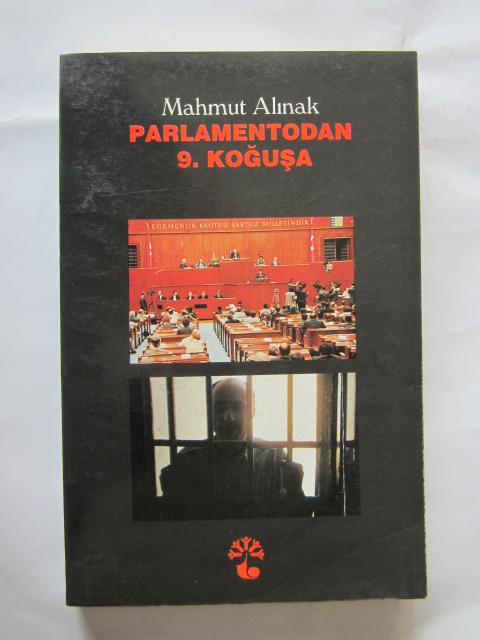 Mahmut Alınak
PARLAMENTODAN
9. KOĞUŞA
EGEMENLİK KAYITSIZ ŞARTSIZ MİLLETİNDİR